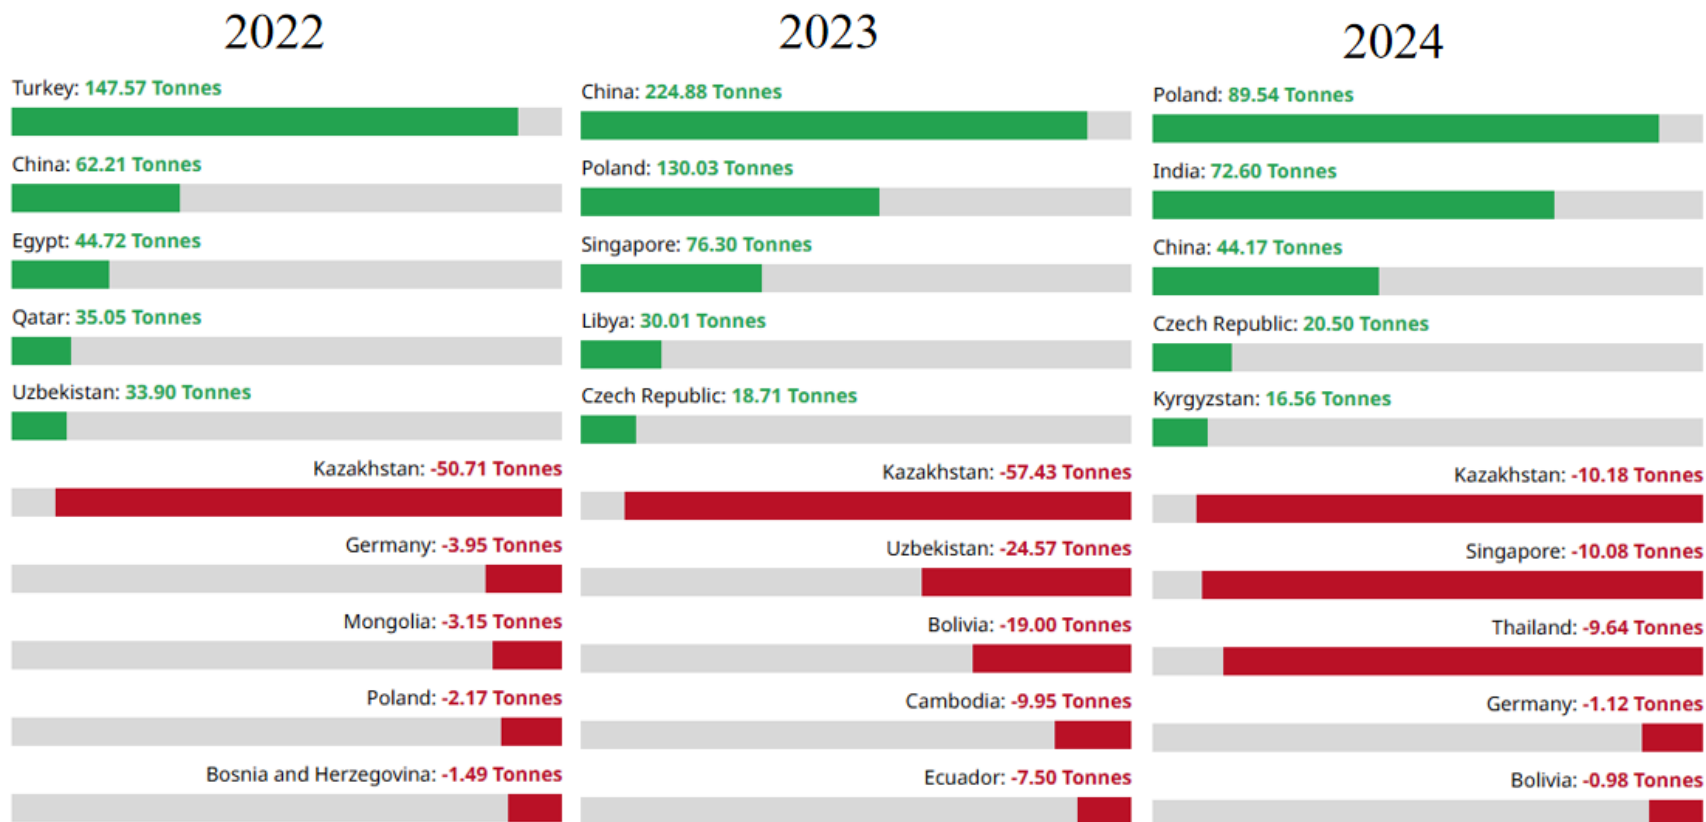 2022
Turkey: 147.57 Tonnes
China: 62.21 Tonnes
Egypt: 44.72 Tonnes
Qatar: 35.05 Tonnes
Uzbekistan: 33.90 Tonnes
Kazakhstan: -50.71 Tonnes
Germany: -3.95 Tonnes
Mongolia: -3.15 Tonnes
Poland: -2.17 Tonnes
Bosnia and Herzegovina: -1.49 Tonnes
2023
China: 224.88 Tonnes
Poland: 130.03 Tonnes
Singapore: 76.30 Tonnes
Libya: 30.01 Tonnes
Czech Republic: 18.71 Tonnes
Kazakhstan: -57.43 Tonnes
Uzbekistan: -24.57 Tonnes
Bolivia: -19.00 Tonnes
Cambodia: -9.95 Tonnes
Ecuador: -7.50 Tonnes
2024
Poland: 89.54 Tonnes
India: 72.60 Tonnes
China: 44.17 Tonnes
Czech Republic: 20.50 Tonnes
Kyrgyzstan: 16.56 Tonnes
Kazakhstan: -10.18 Tonnes
Singapore: -10.08 Tonnes
Thailand: -9.64 Tonnes
Germany: -1.12 Tonnes
Bolivia: -0.98 Tonnes